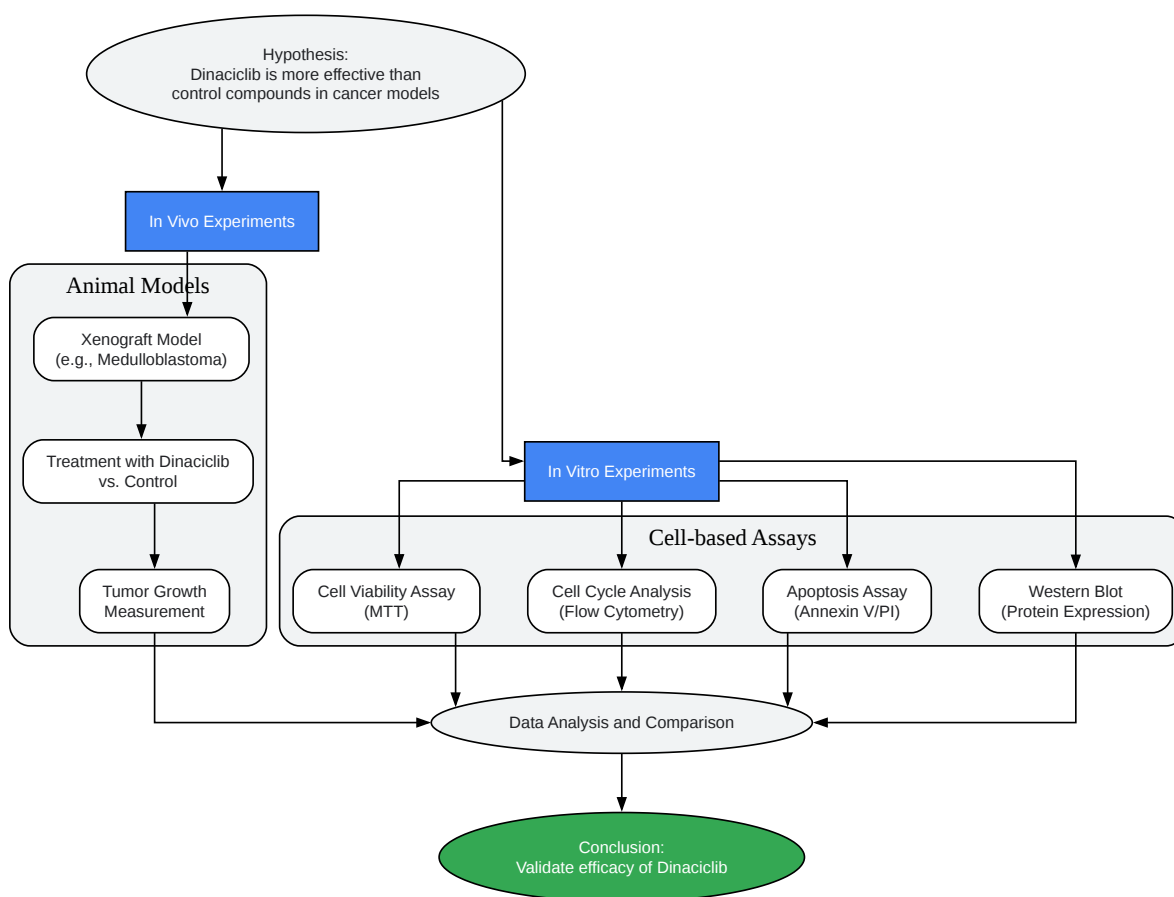 Hypothesis:
Dinaciclib is more effective than
control compounds in cancer models
In Vivo Experiments
Animal Models
Xenograft Model
(e.g., Medulloblastoma)
Treatment with Dinaciclib
vs. Control
Tumor Growth
Measurement
In Vitro Experiments
Cell-based Assays
Cell Viability Assay
(MTT)
Cell Cycle Analysis
(Flow Cytometry)
Apoptosis Assay
(Annexin V/PI)
Western Blot
(Protein Expression)
Data Analysis and Comparison
Conclusion:
Validate efficacy of Dinaciclib